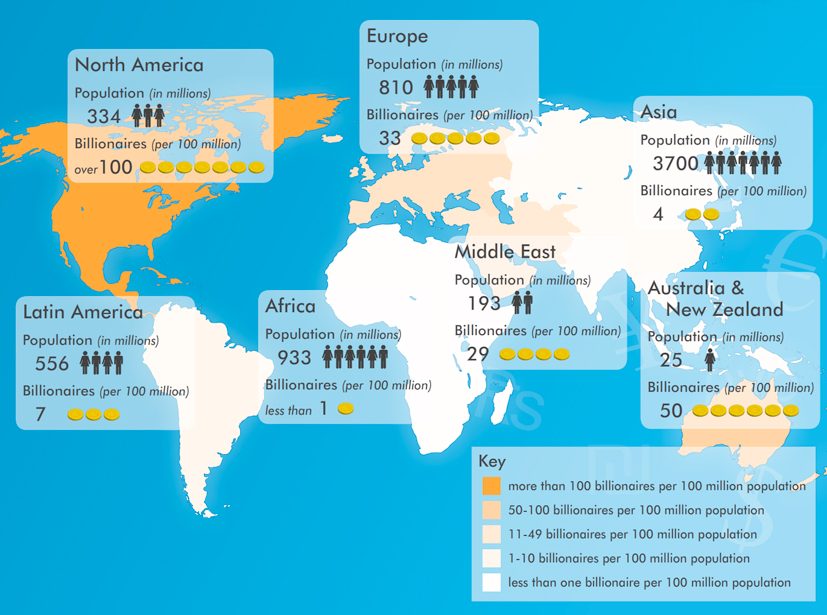 North America
Population (in millions)
334
Billionaires (per 100 million)
over 100
Europe
Population (in millions)
810
Billionaires (per 100 million)
33
Asia
Population (in millions)
3700
Billionaires (per 100 million)
4
Middle East
Population (in millions)
193
Billionaires (per 100 million)
29
Latin America
Population (in millions)
556
Billionaires (per 100 million)
7
Africa
Population (in millions)
933
Billionaires (per 100 million)
less than 1
Australia &
New Zealand
Population (in millions)
25
Billionaires (per 100 million)
50
Key
more than 100 billionaires per 100 million population
50-100 billionaires per 100 million population
11-49 billionaires per 100 million population
1-10 billionaires per 100 million population
less than one billionaire per 100 million population